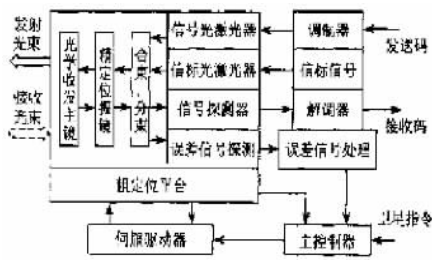 发射
光束
接收
光束
光学收发主镜
精定位振镜
合束
分束
信号光激光器
信标光激光器
信号探测器
误差信号探测
调制器
信标信号
解调器
误差信号处理
发送码
接收码
粗定位平台
伺服驱动器
主控制器
卫星指令